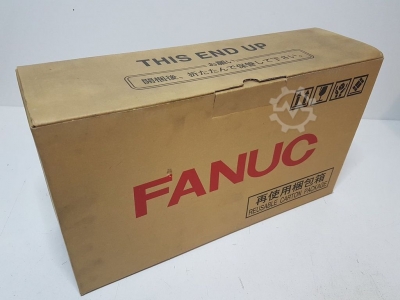 THIS END UP
お願い
開梱後、折たたんで保管して下さい。
FANUC
再使用梱包箱
REUSABLE CARTON PACKAGE